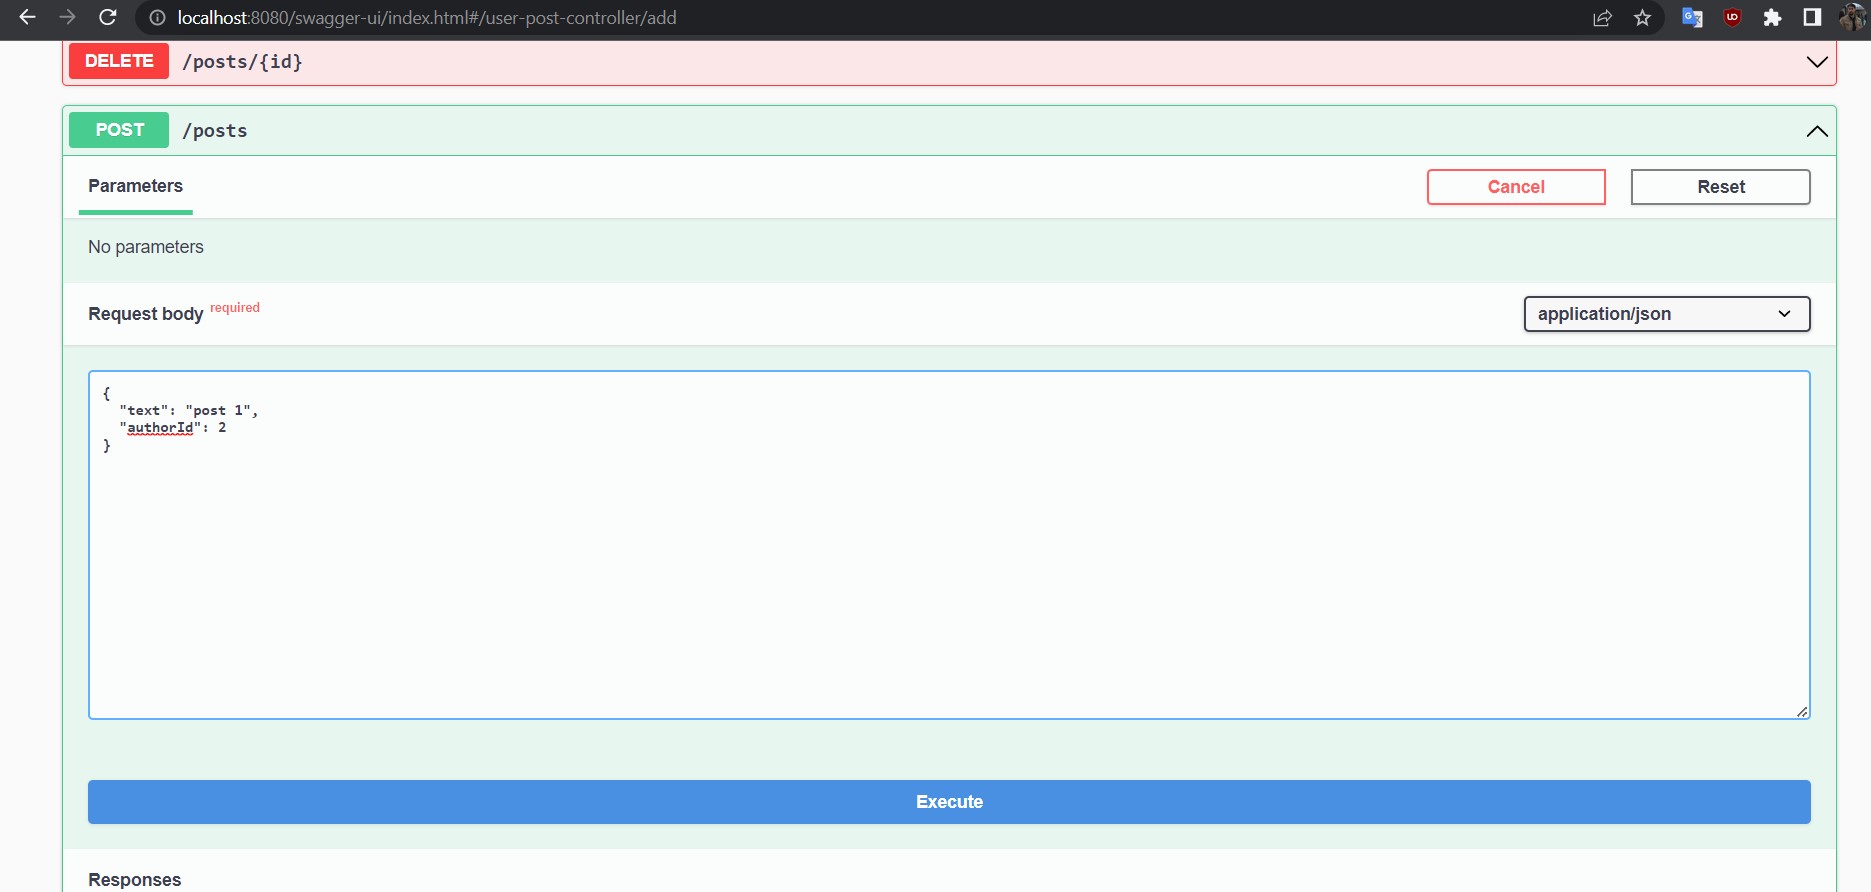 localhost:8080/swagger-ui/index.html#/user-post-controller/add
DELETE /posts/{id}
POST /posts
Parameters
Cancel
Reset
No parameters
Request body required
application/json
{
  "text": "post 1",
  "authorId": 2
}
Execute
Responses